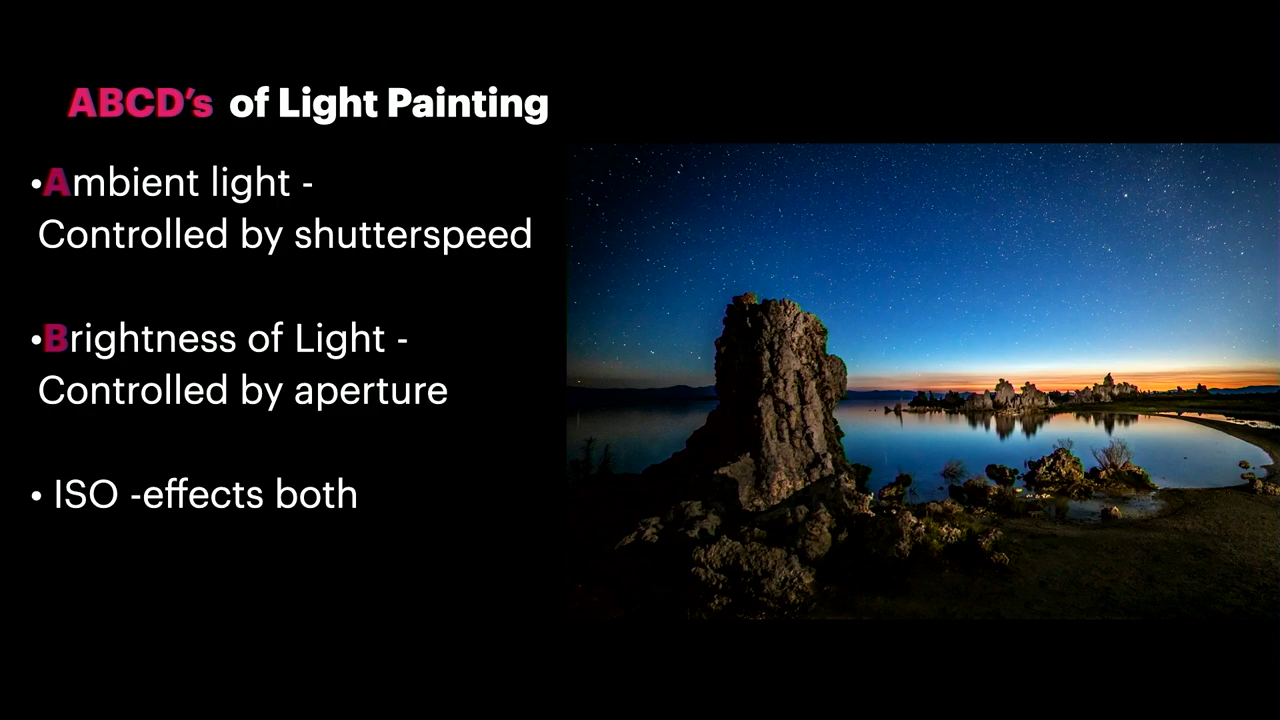 ABCD’s of Light Painting
•Ambient light -
Controlled by shutterspeed
•Brightness of Light -
Controlled by aperture
• ISO -effects both